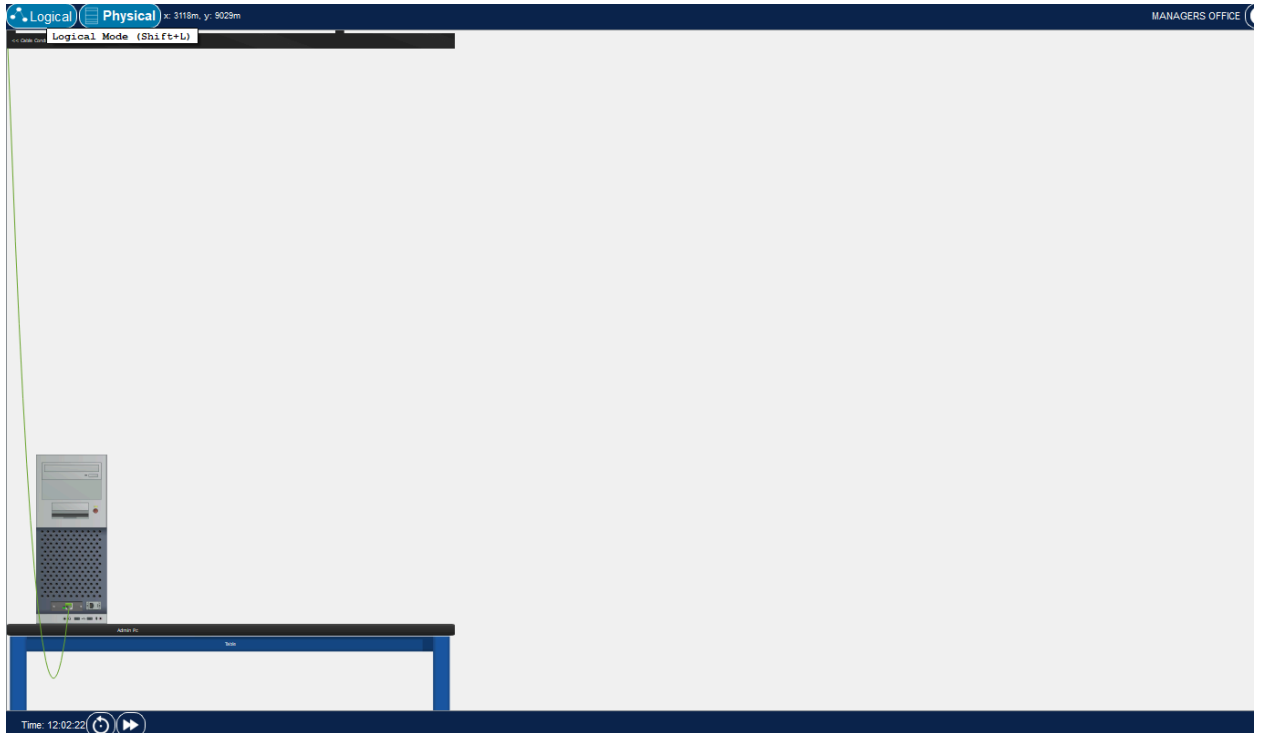 Logical
Physical
x: 3118m, y: 9029m
MANAGERS OFFICE
Logical Mode (Shift+L)
Admin Pc
Table
Time: 12:02:22